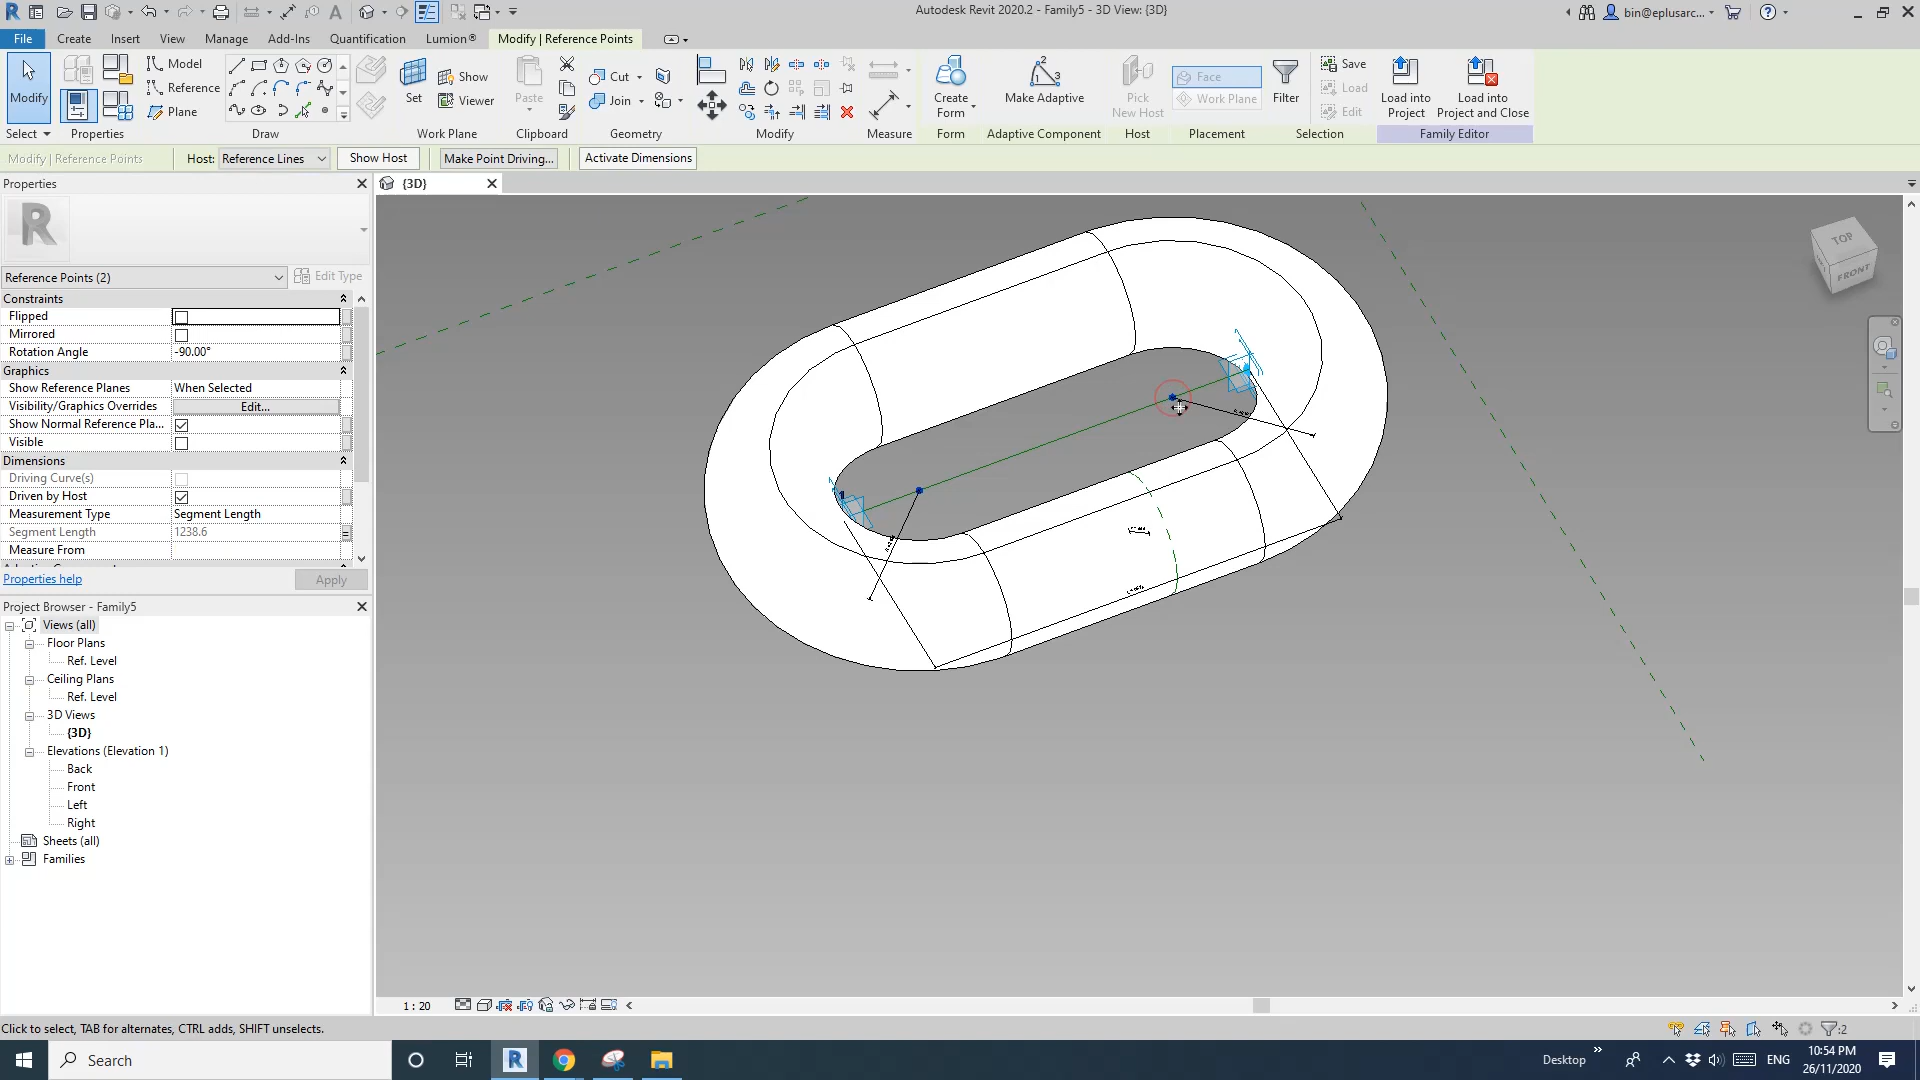 Autodesk Revit 2020.2 - Family5 - 3D View: {3D}
bin@eplusarc...
File Create Insert View Manage Add-Ins Quantification Lumion® Modify | Reference Points
Modify
Model
Reference
Plane
Set
Show
Viewer
Paste
Cut
Join
Create Form
Make Adaptive
Pick New Host
Face
Work Plane
Filter
Save
Load
Edit
Load into Project
Load into Project and Close
Select Properties Draw Work Plane Clipboard Geometry Modify Measure Form Adaptive Component Host Placement Selection Family Editor
Modify | Reference Points Host: Reference Lines Show Host Make Point Driving... Activate Dimensions
Properties
{3D}
R
Reference Points (2)
Edit Type
Constraints
Flipped
Mirrored
Rotation Angle -90.00°
Graphics
Show Reference Planes When Selected
Visibility/Graphics Overrides Edit...
Show Normal Reference Pla...
Visible
Dimensions
Driving Curve(s)
Driven by Host
Measurement Type Segment Length
Segment Length 1238.6
Measure From
Properties help
Apply
Project Browser - Family5
Views (all)
Floor Plans
Ref. Level
Ceiling Plans
Ref. Level
3D Views
{3D}
Elevations (Elevation 1)
Back
Front
Left
Right
Sheets (all)
Families
TOP
FRONT
1 : 20
Click to select, TAB for alternates, CTRL adds, SHIFT unselects.
:2
Search
Desktop
ENG
10:54 PM
26/11/2020